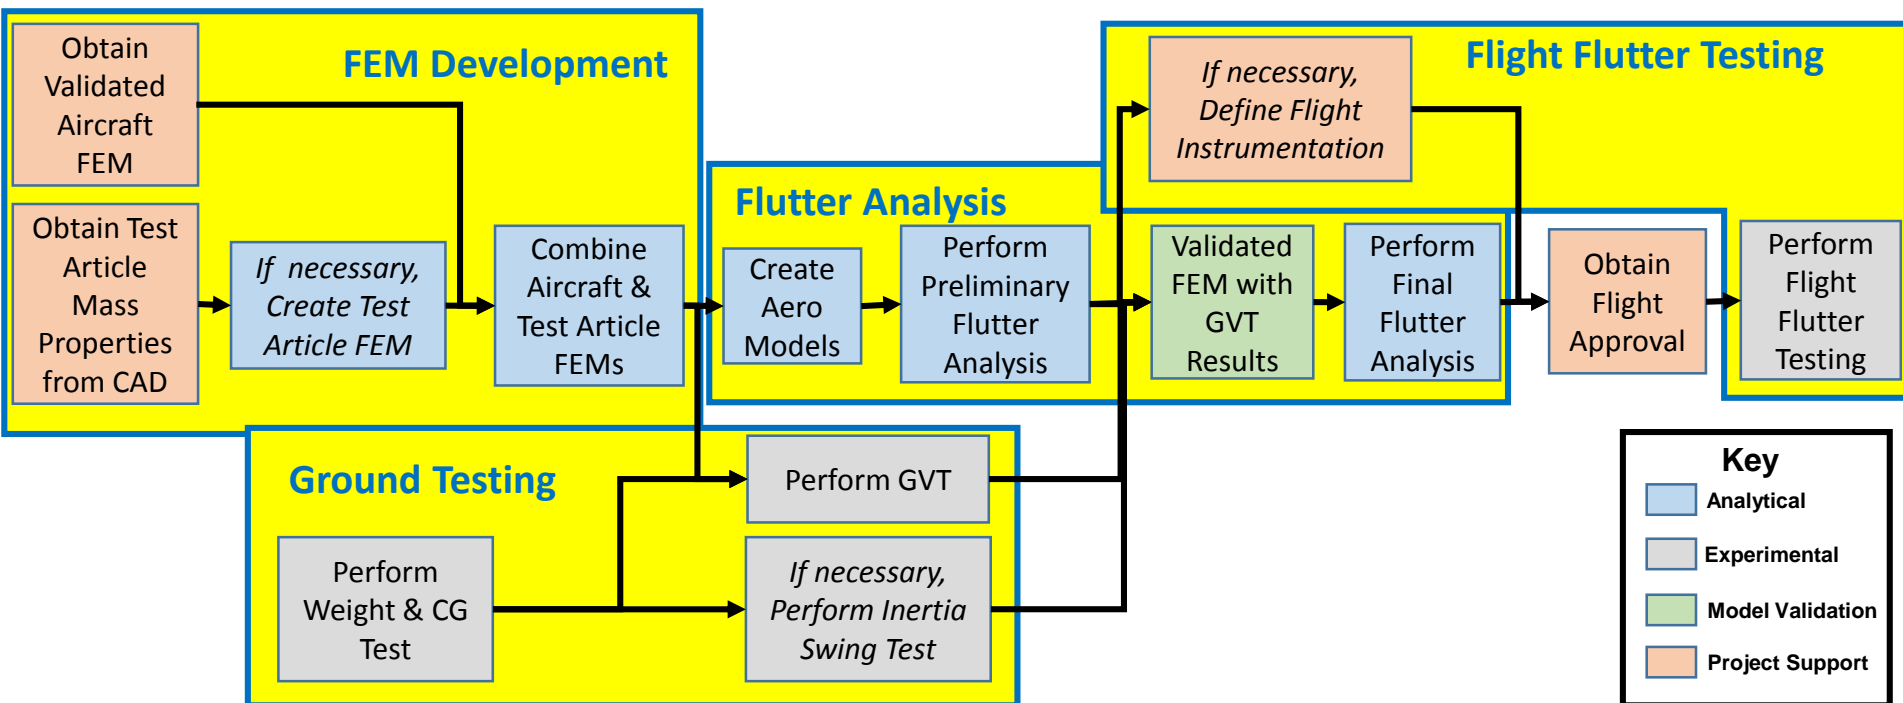 FEM Development
Obtain
Validated
Aircraft
FEM
Obtain Test
Article
Mass
Properties
from CAD
If necessary,
Create Test
Article FEM
Combine
Aircraft &
Test Article
FEMs
Flutter Analysis
Create
Aero
Models
Perform
Preliminary
Flutter
Analysis
Validated
FEM with
GVT
Results
Perform
Final
Flutter
Analysis
Flight Flutter Testing
If necessary,
Define Flight
Instrumentation
Obtain
Flight
Approval
Perform
Flight
Flutter
Testing
Ground Testing
Perform GVT
Perform
Weight & CG
Test
If necessary,
Perform Inertia
Swing Test
Key
Analytical
Experimental
Model Validation
Project Support